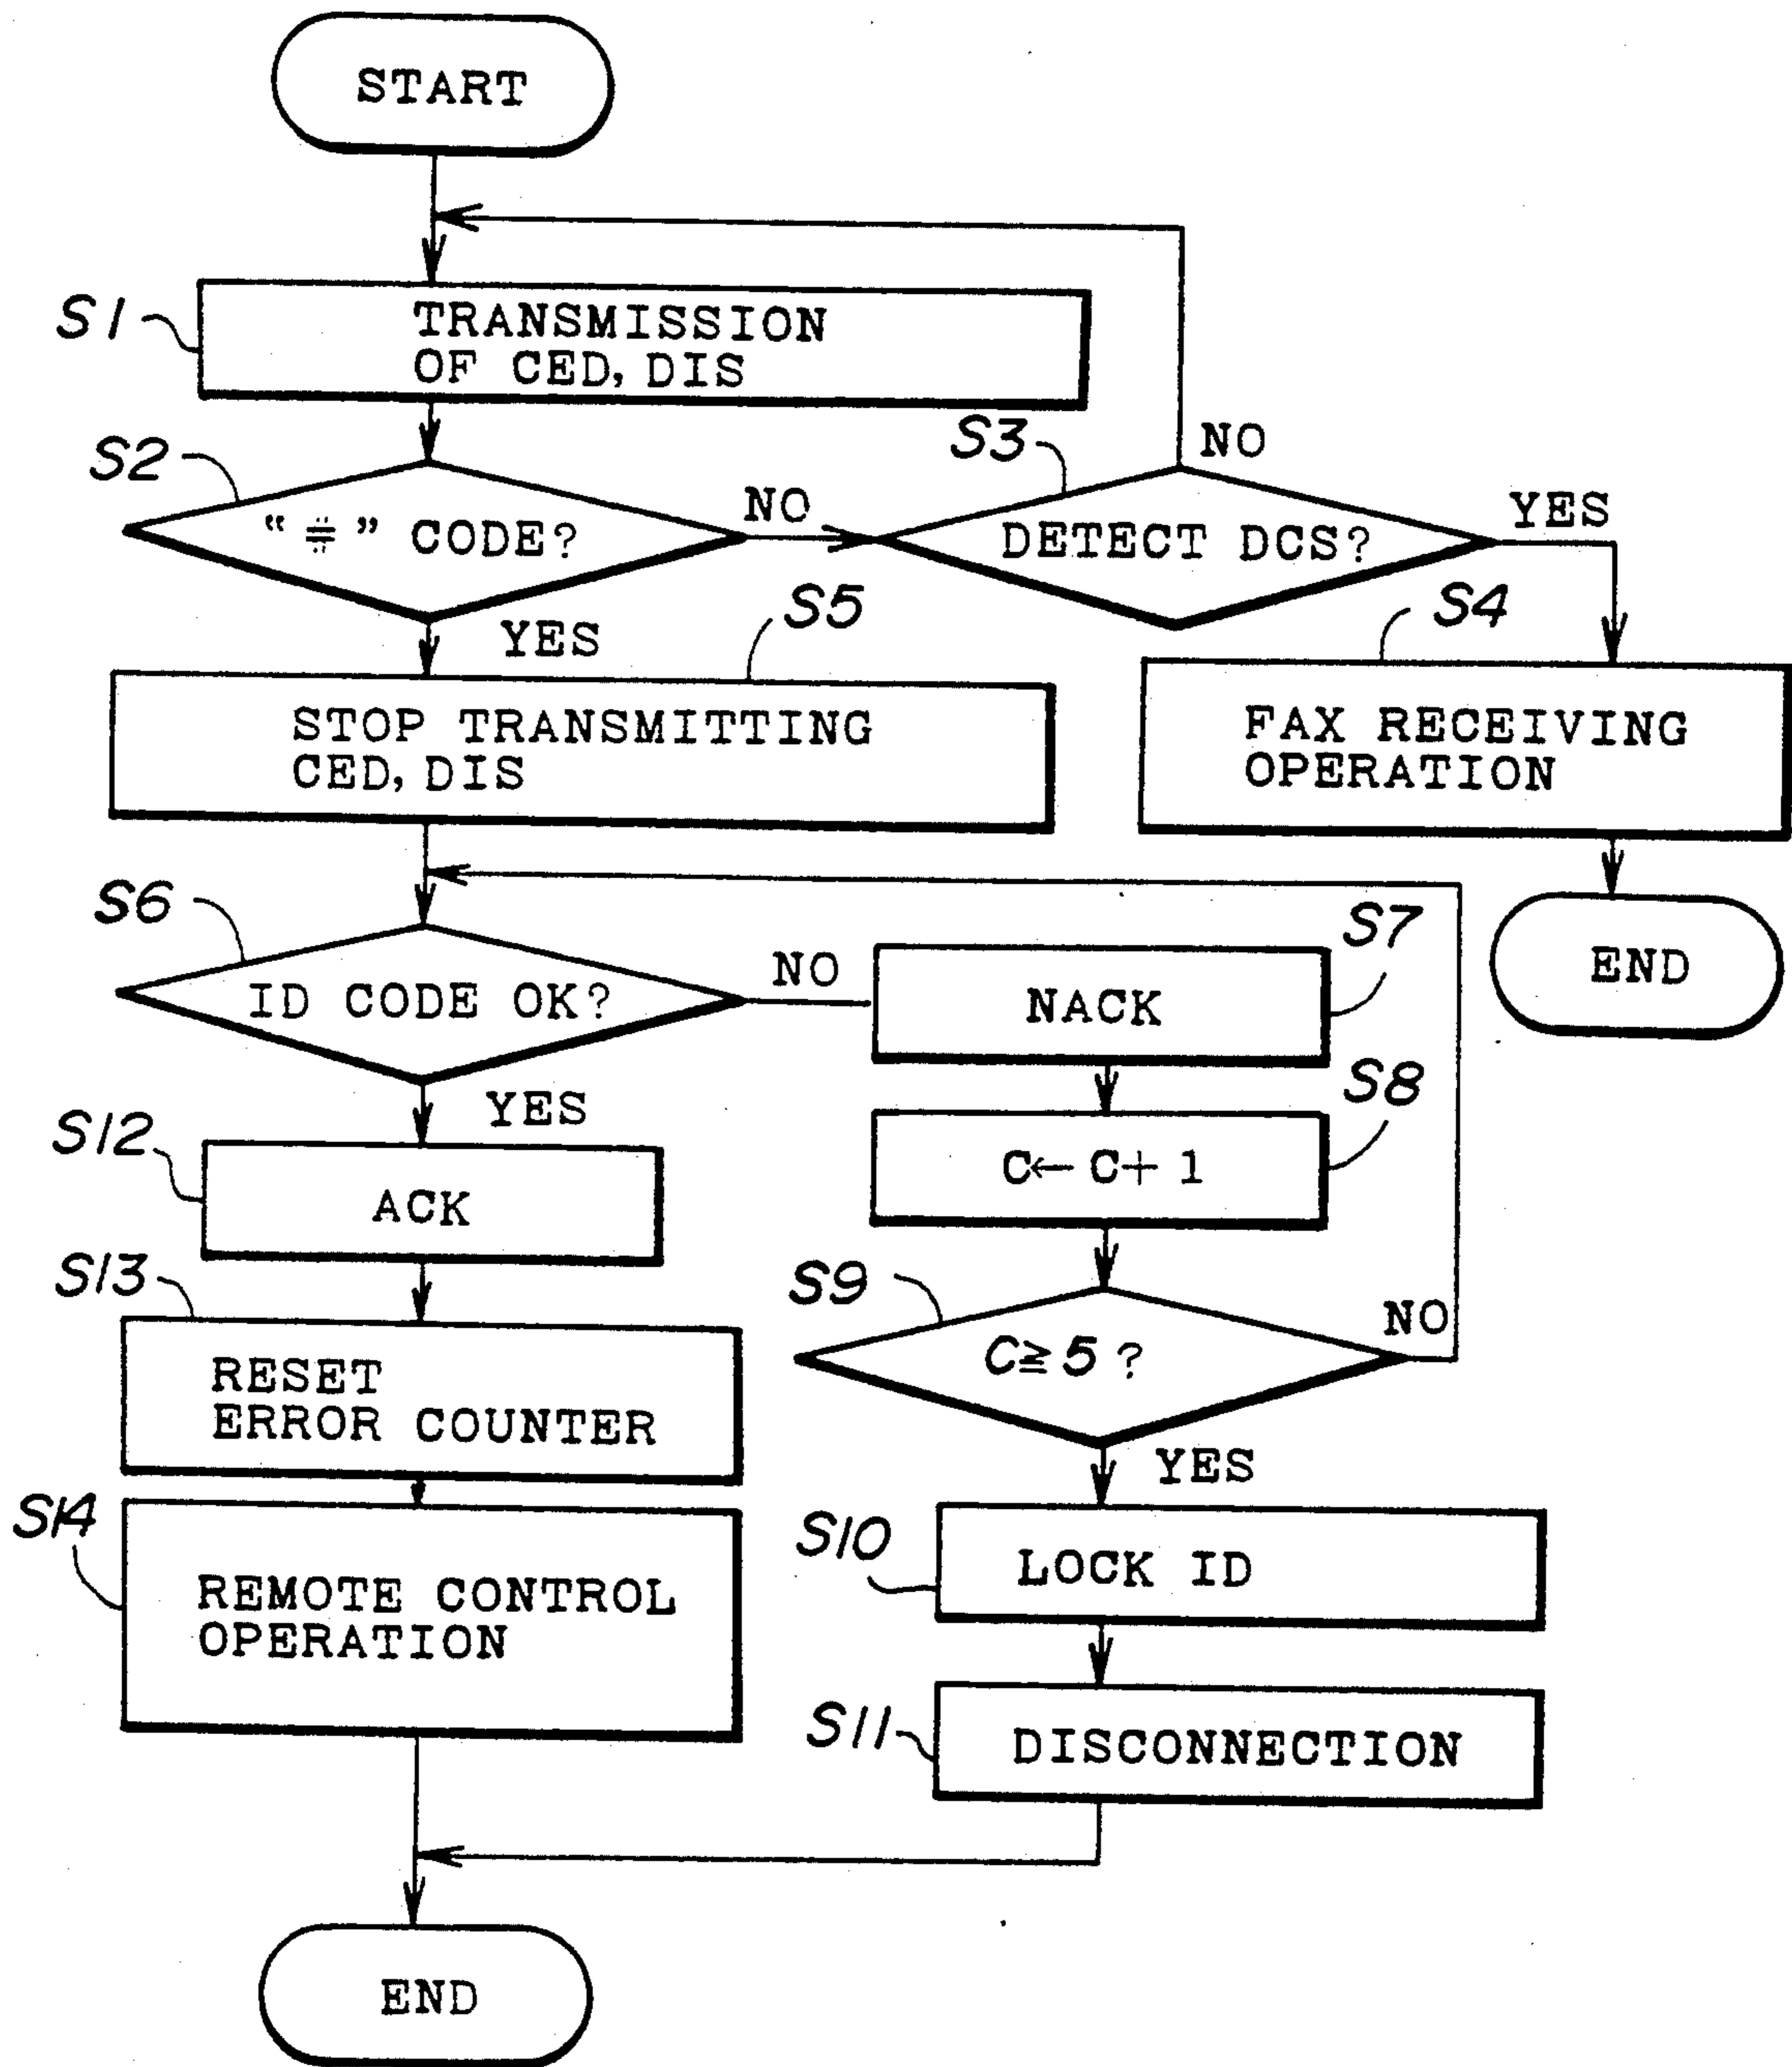 START
S1
TRANSMISSION
OF CED, DIS
S2
"#" CODE?
NO
S3
DETECT DCS?
NO
YES
S4
FAX RECEIVING
OPERATION
END
YES
S5
STOP TRANSMITTING
CED, DIS
S6
ID CODE OK?
NO
S7
NACK
S8
C← C+ 1
S9
C≧5?
NO
YES
S10
LOCK ID
S11
DISCONNECTION
YES
S12
ACK
S13
RESET
ERROR COUNTER
S14
REMOTE CONTROL
OPERATION
END